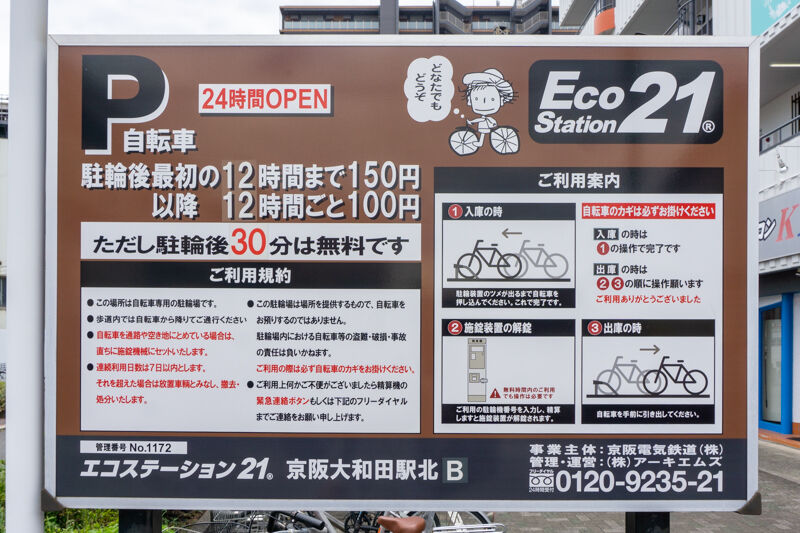 P
自転車
24時間OPEN
どなたでも
どうぞ
Eco
Station 21®
駐輪後最初の12時間まで150円
以降 12時間ごと100円
ただし駐輪後30分は無料です
ご利用規約
● この場所は自転車専用の駐輪場です。
● 歩道内では自転車から降りてご通行ください
● 自転車を通路や空き地にとめている場合は、
直ちに施錠機械にセットいたします。
● 連続利用日数は7日以内とします。
それを超えた場合は放置車輌とみなし、撤去・
処分いたします。
● この駐輪場は場所を提供するもので、自転車を
お預りするのではありません。
駐輪場内における自転車等の盗難・破損・事故
の責任は負いかねます。
ご利用の際は必ず自転車のカギをお掛けください。
● ご利用上何かご不便がございましたら精算機の
緊急連絡ボタンもしくは下記のフリーダイヤル
までご連絡をお願い申し上げます。
ご利用案内
1 入庫の時
駐輪装置のツメが出るまで自転車を
押し込んでください。これで完了です。
自転車のカギは必ずお掛けください
入庫の時は
1の操作で完了です
出庫の時は
2 3の順に操作願います
ご利用ありがとうございました
2 施錠装置の解錠
無料時間内のご利用
でも操作は必要です
ご利用の駐輪機番号を入力し、精算
しますと施錠装置が解錠されます。
3 出庫の時
自転車を手前に引き出してください。
管理番号 No.1172
エコステーション21® 京阪大和田駅北 B
事業主体：京阪電気鉄道(株)
管理・運営：(株)アーキエムズ
フリーダイヤル
24時間受付
0120-9235-21
ョン K